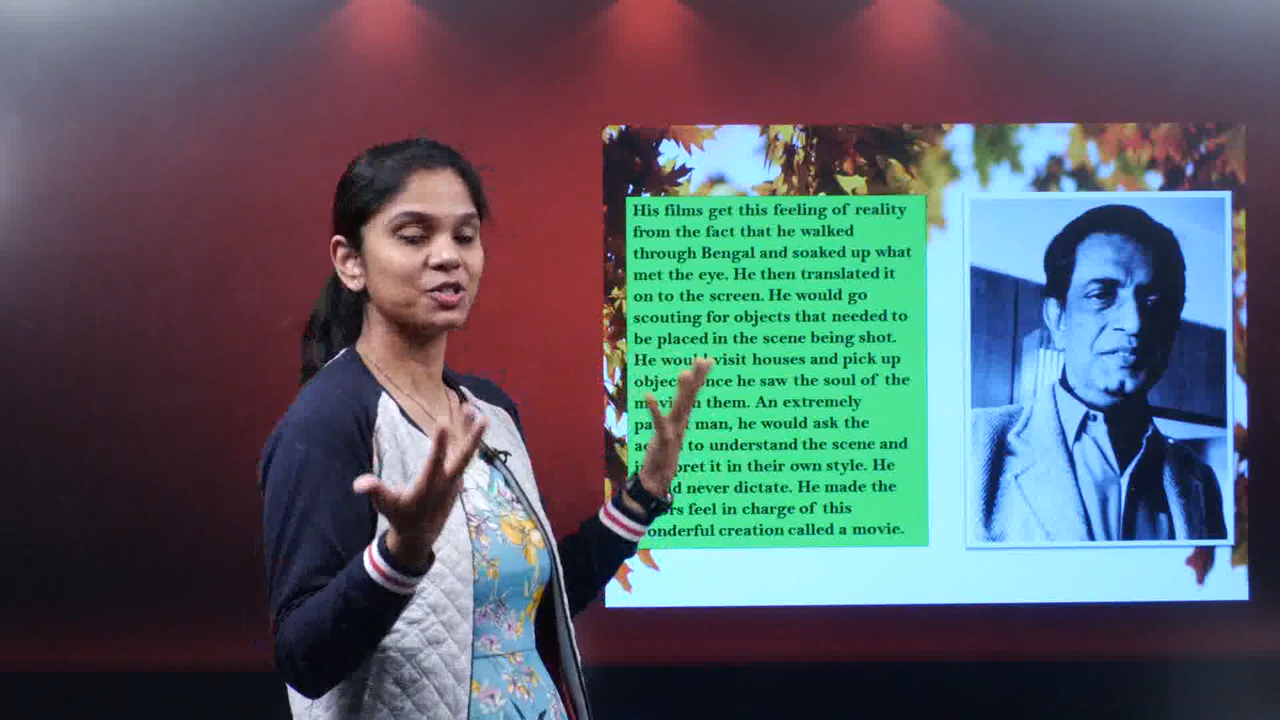 His films get this feeling of reality
from the fact that he walked
through Bengal and soaked up what
met the eye. He then translated it
on to the screen. He would go
scouting for objects that needed to
be placed in the scene being shot.
He would visit houses and pick up
once he saw the soul of the
them. An extremely
man, he would ask the
to understand the scene and
it in their own style. He
never dictate. He made the
feel in charge of this
wonderful creation called a movie.